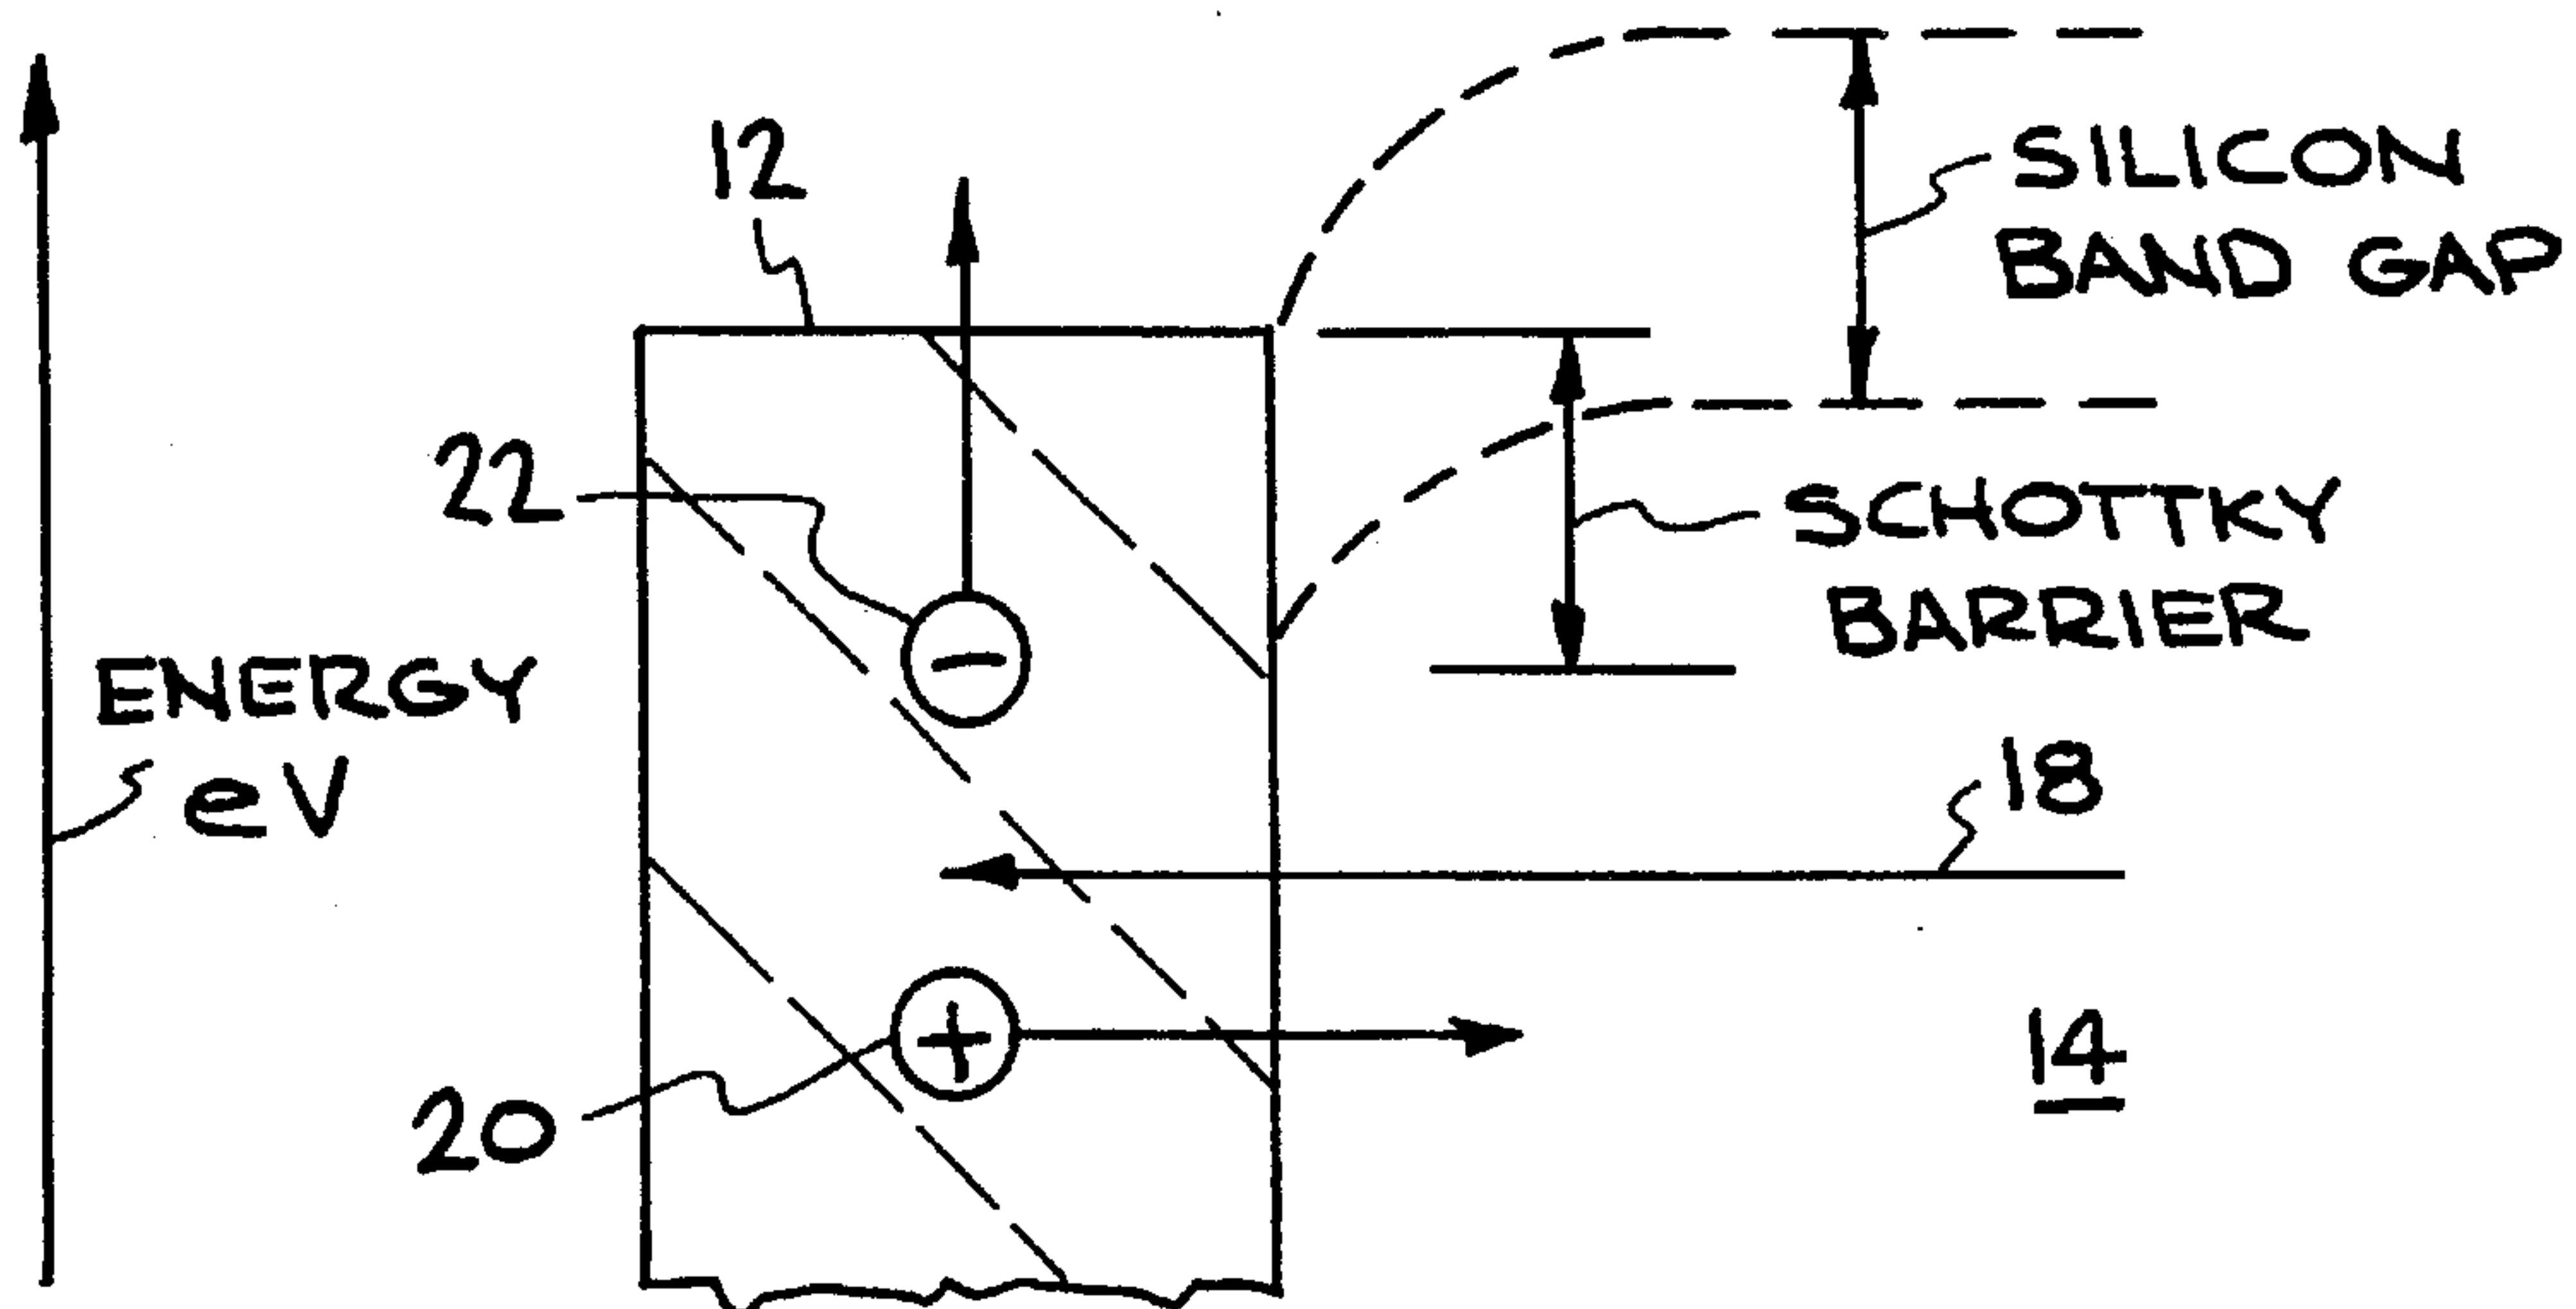 12
SILICON
BAND GAP
22
SCHOTTKY
BARRIER
ENERGY
eV
18
20
14
−
+